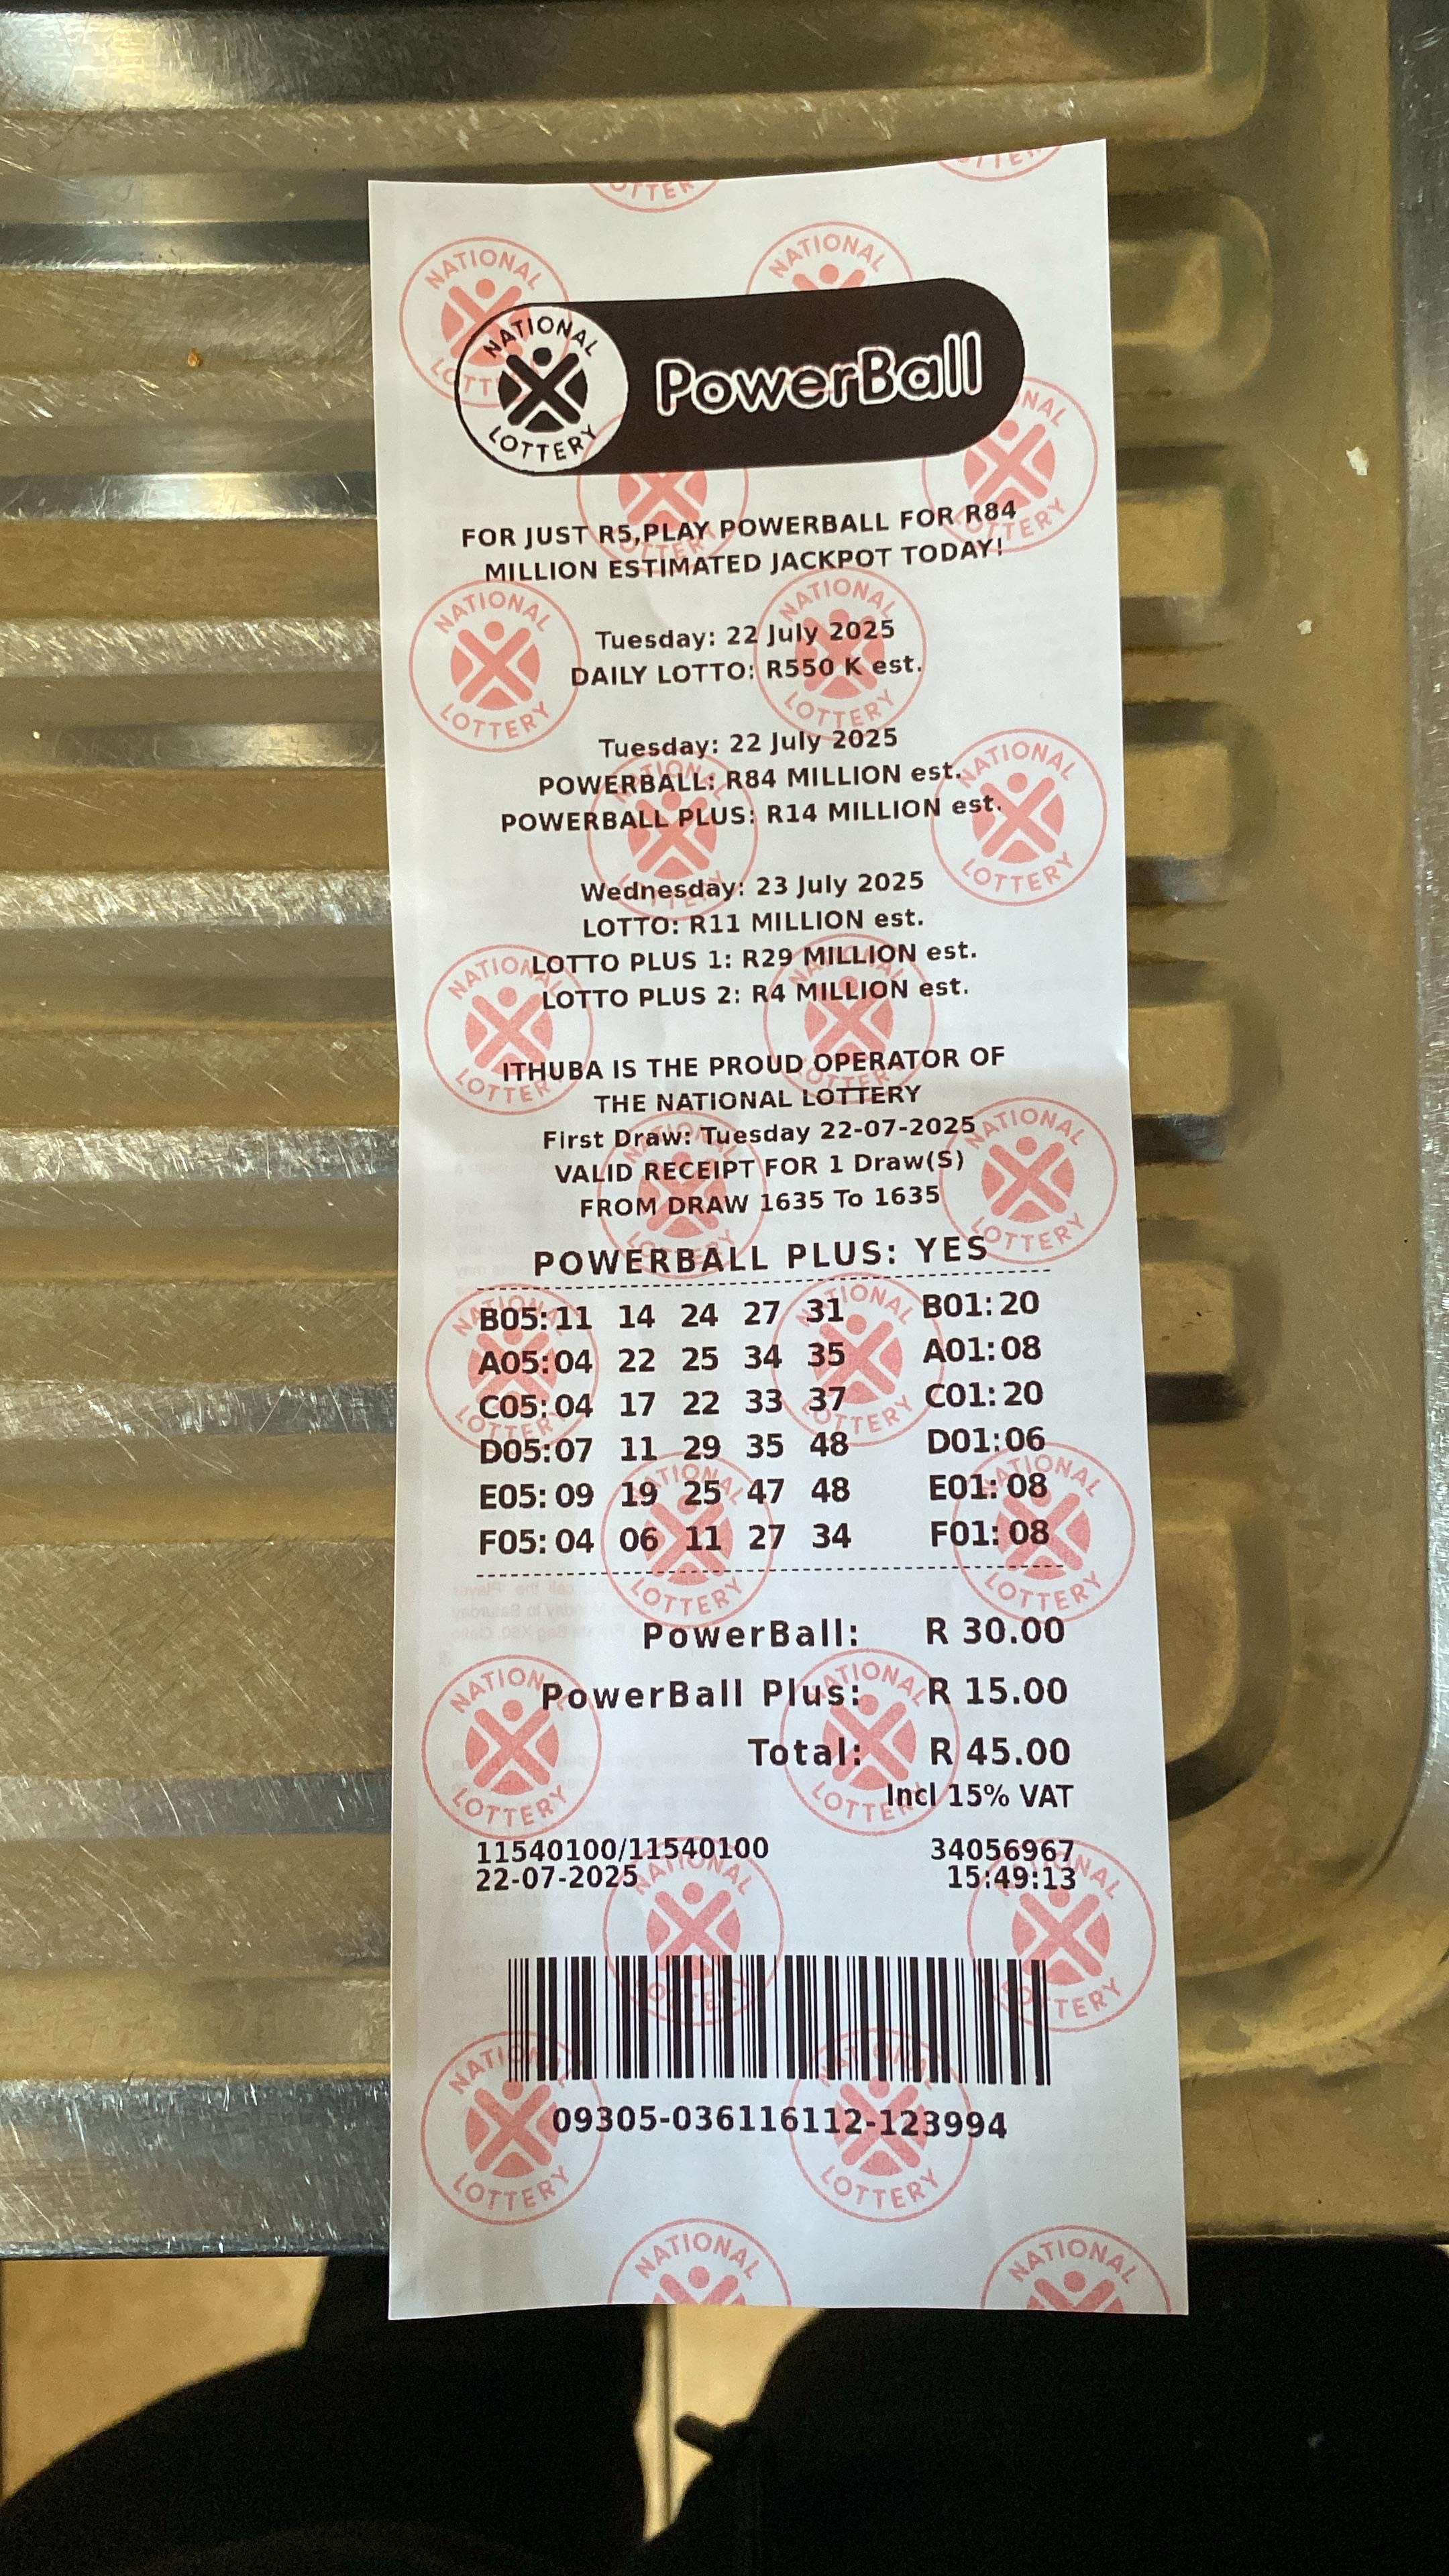 NATIONAL
LOTTERY
PowerBall
FOR JUST R5,PLAY POWERBALL FOR R84
MILLION ESTIMATED JACKPOT TODAY!
Tuesday: 22 July 2025
DAILY LOTTO: R550 K est.
Tuesday: 22 July 2025
POWERBALL: R84 MILLION est.
POWERBALL PLUS: R14 MILLION est.
Wednesday: 23 July 2025
LOTTO: R11 MILLION est.
LOTTO PLUS 1: R29 MILLION est.
LOTTO PLUS 2: R4 MILLION est.
ITHUBA IS THE PROUD OPERATOR OF
THE NATIONAL LOTTERY
First Draw: Tuesday 22-07-2025
VALID RECEIPT FOR 1 Draw(S)
FROM DRAW 1635 To 1635
POWERBALL PLUS: YES
B05: 11 14 24 27 31 B01: 20
A05: 04 22 25 34 35 A01: 08
C05: 04 17 22 33 37 C01: 20
D05: 07 11 29 35 48 D01: 06
E05: 09 19 25 47 48 E01: 08
F05: 04 06 11 27 34 F01: 08
PowerBall: R 30.00
PowerBall Plus: R 15.00
Total: R 45.00
Incl 15% VAT
11540100/11540100 34056967
22-07-2025 15:49:13
09305-036116112-123994